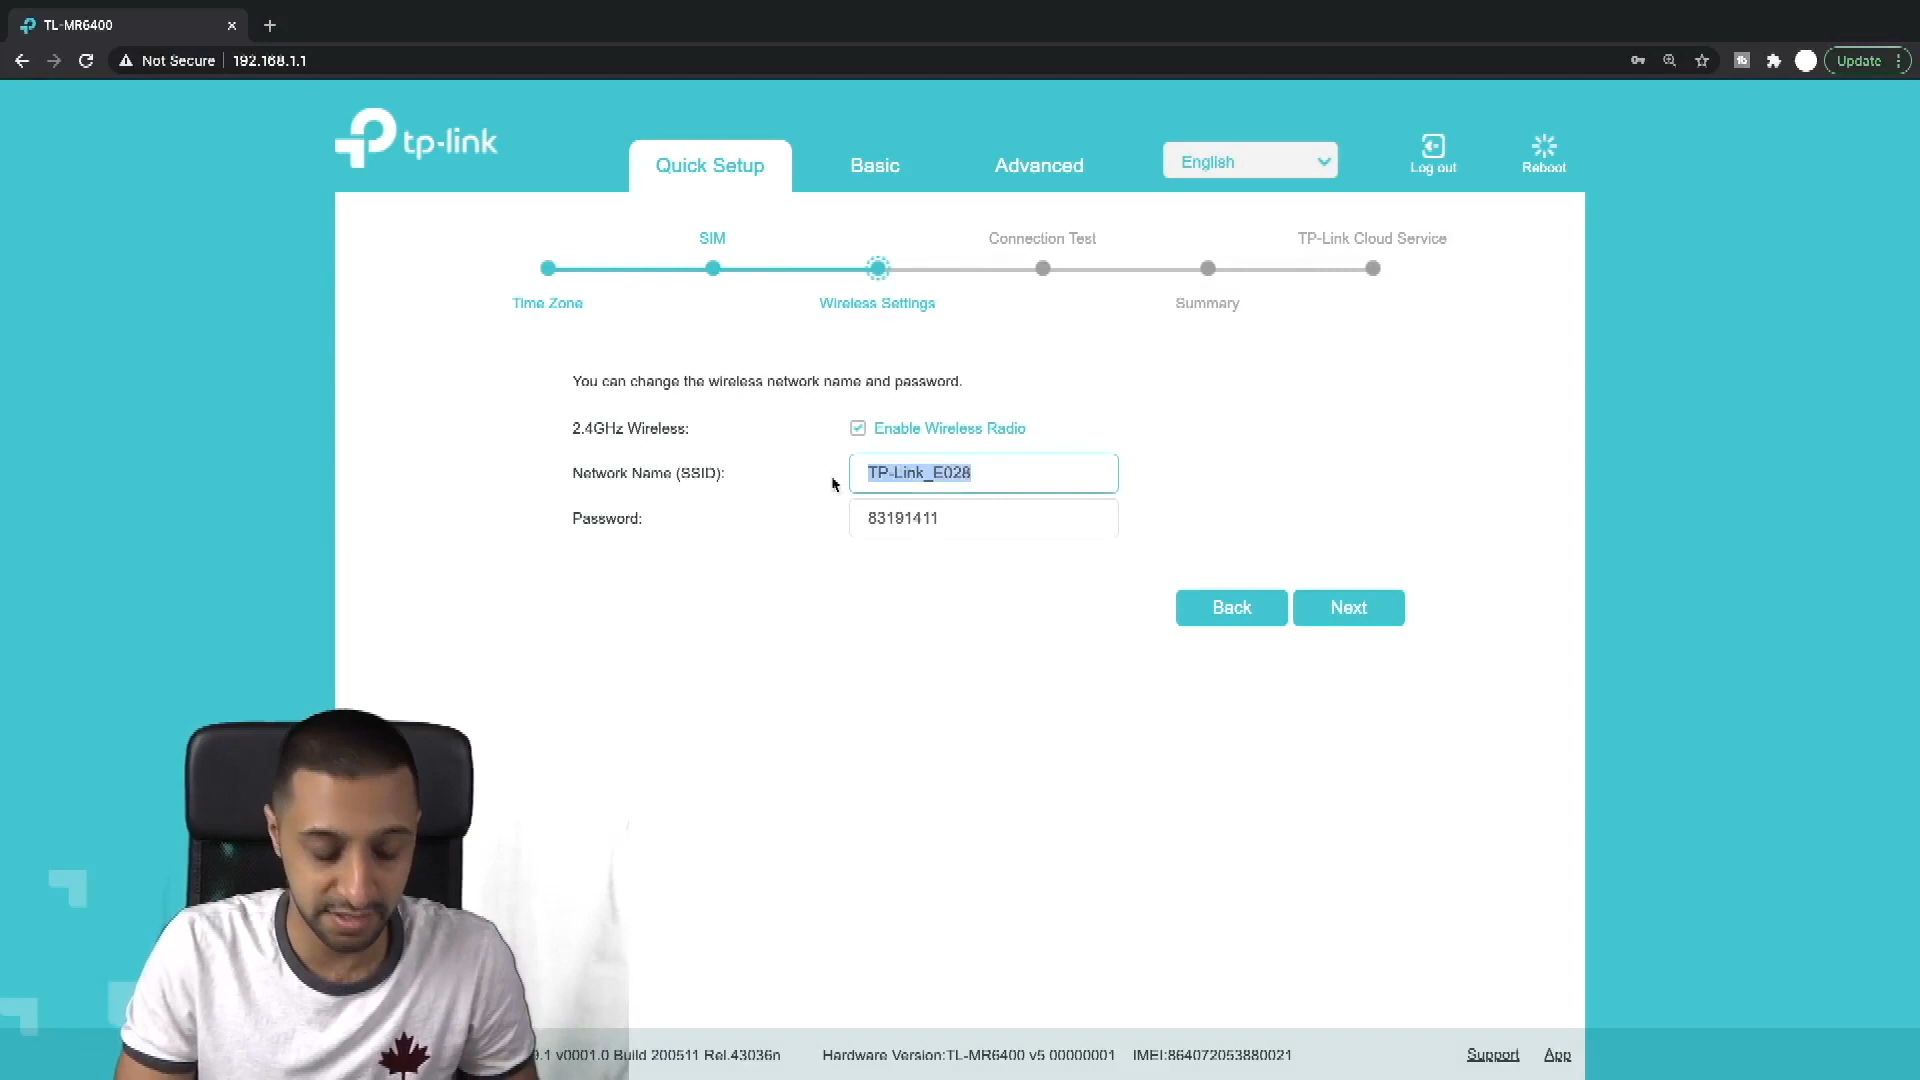 TL-MR6400
Not Secure 192.168.1.1 Update
tp-link
Quick Setup Basic Advanced English Log out Reboot
SIM Connection Test TP-Link Cloud Service
Time Zone Wireless Settings Summary
You can change the wireless network name and password.
2.4GHz Wireless: Enable Wireless Radio
Network Name (SSID): TP-Link_E028
Password: 83191411
Back Next
9.1 v0001.0 Build 200511 Rel.43036n Hardware Version:TL-MR6400 v5 00000001 IMEI:864072053880021 Support App